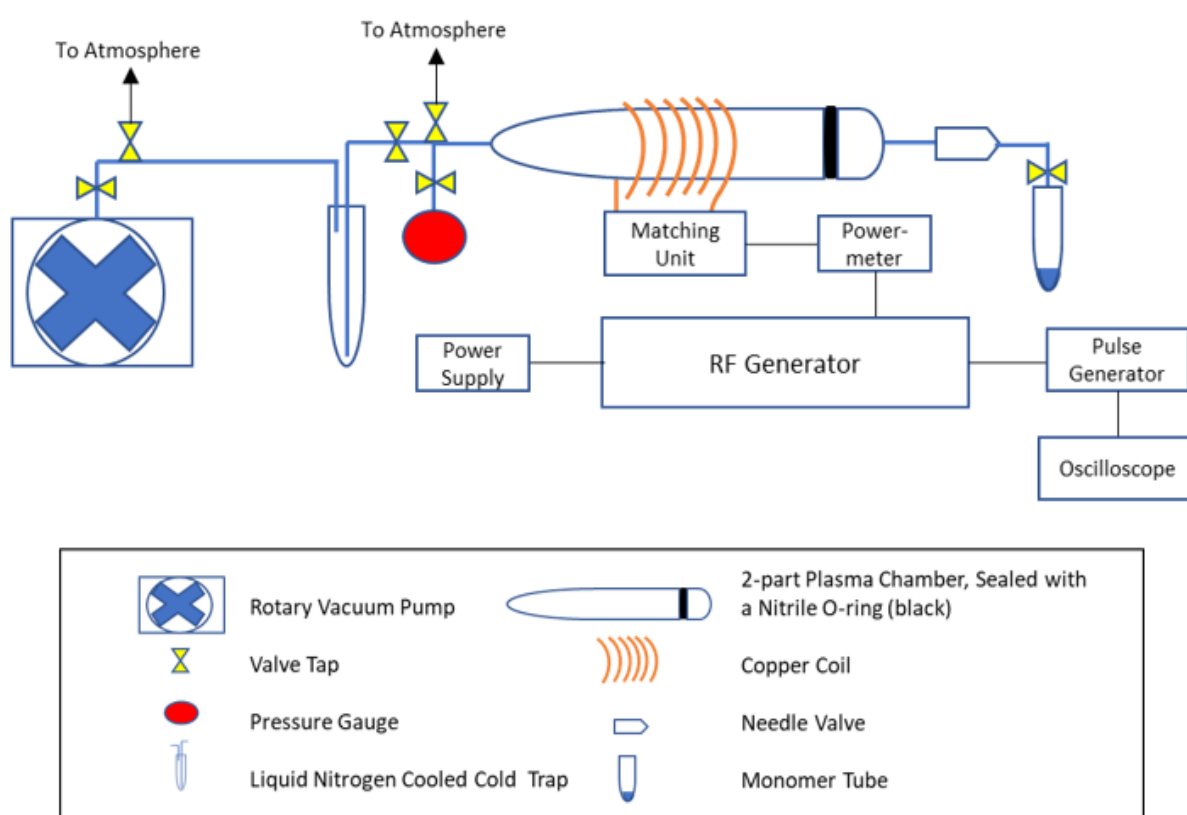 To Atmosphere
To Atmosphere
Matching
Unit
Power-
meter
Power
Supply
RF Generator
Pulse
Generator
Oscilloscope
Rotary Vacuum Pump
2-part Plasma Chamber, Sealed with
a Nitrile O-ring (black)
Valve Tap
Copper Coil
Pressure Gauge
Needle Valve
Liquid Nitrogen Cooled Cold Trap
Monomer Tube